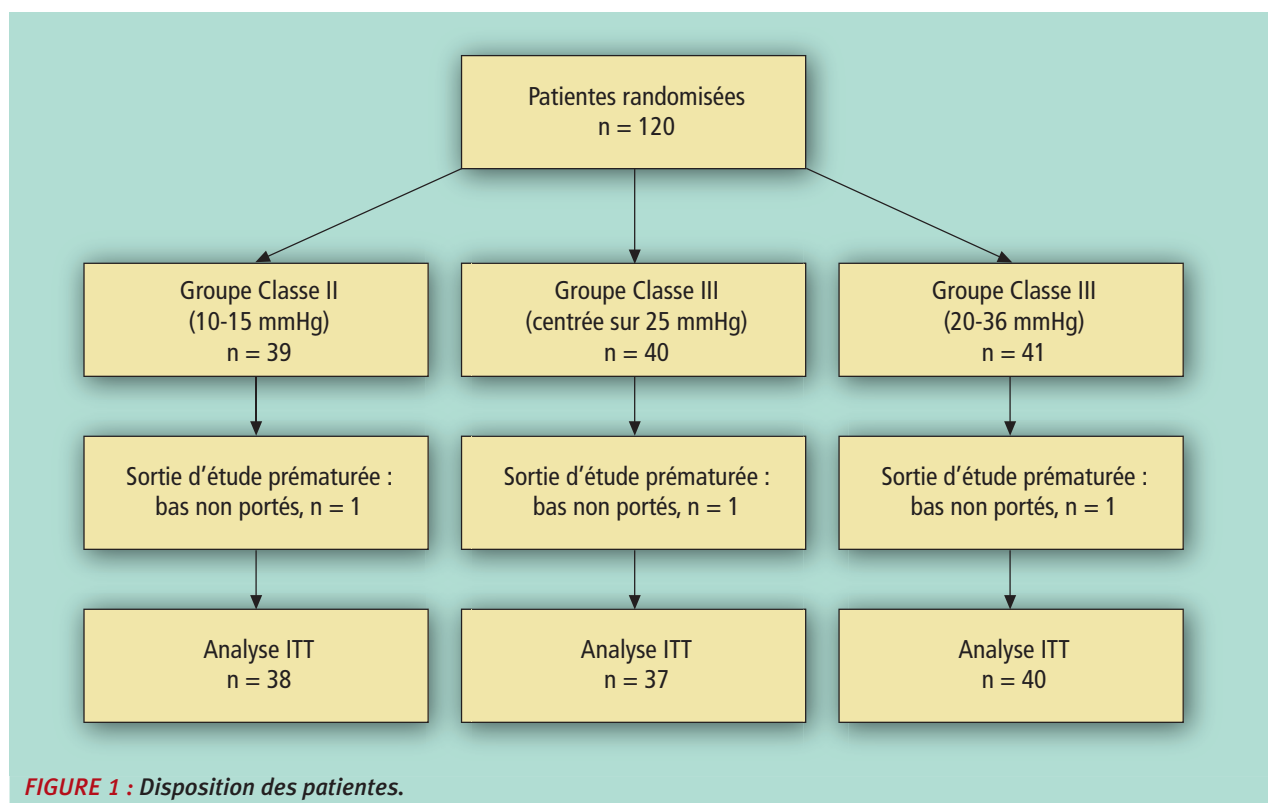 Patientes randomisées
n = 120
Groupe Classe II
(10-15 mmHg)
n = 39
Groupe Classe III
(centrée sur 25 mmHg)
n = 40
Groupe Classe III
(20-36 mmHg)
n = 41
Sortie d'étude prématurée :
bas non portés, n = 1
Sortie d'étude prématurée :
bas non portés, n = 1
Sortie d'étude prématurée :
bas non portés, n = 1
Analyse ITT
n = 38
Analyse ITT
n = 37
Analyse ITT
n = 40
FIGURE 1 : Disposition des patientes.